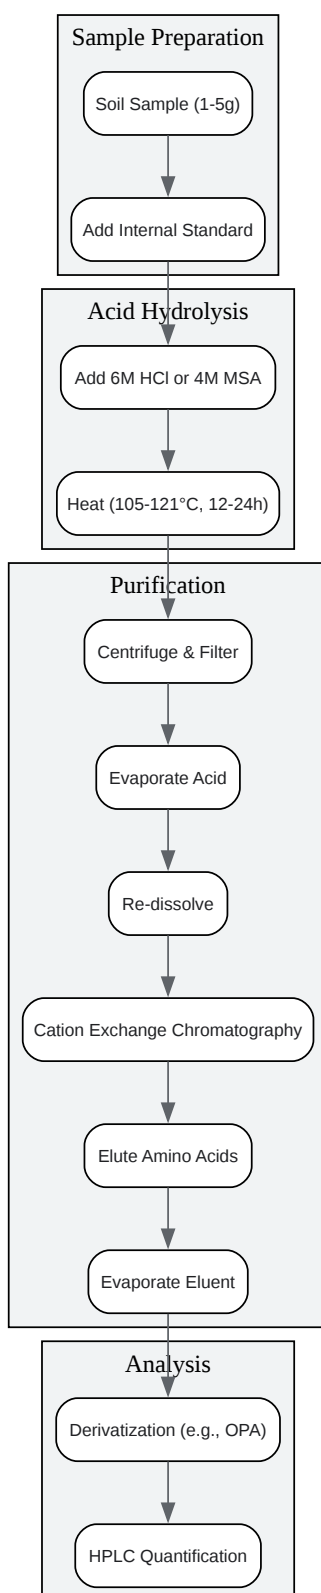 Sample Preparation
Soil Sample (1-5g)
Add Internal Standard
Acid Hydrolysis
Add 6M HCl or 4M MSA
Heat (105-121°C, 12-24h)
Purification
Centrifuge & Filter
Evaporate Acid
Re-dissolve
Cation Exchange Chromatography
Elute Amino Acids
Evaporate Eluent
Analysis
Derivatization (e.g., OPA)
HPLC Quantification